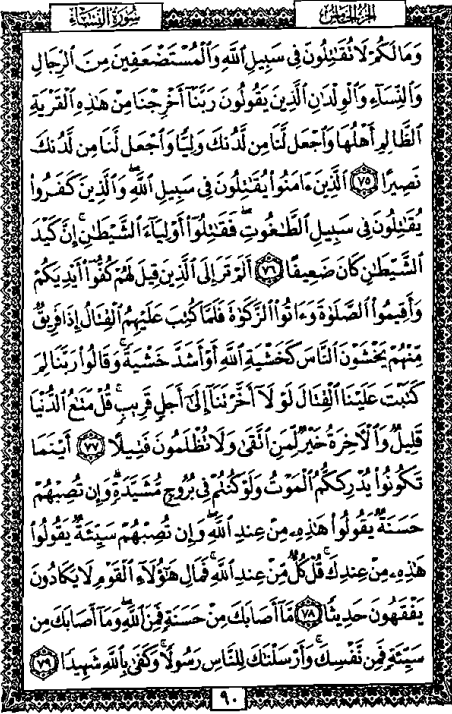 الجزء الخامس
سورة النساء
وَمَا لَكُمْ لَا تُقَـٰتِلُونَ فِى سَبِيلِ ٱللَّهِ وَٱلْمُسْتَضْعَفِينَ مِنَ ٱلرِّجَالِ
وَٱلنِّسَآءِ وَٱلْوِلْدَٰنِ ٱلَّذِينَ يَقُولُونَ رَبَّنَآ أَخْرِجْنَا مِنْ هَـٰذِهِ ٱلْقَرْيَةِ
ٱلظَّالِمِ أَهْلُهَا وَٱجْعَل لَّنَا مِن لَّدُنكَ وَلِيًّا وَٱجْعَل لَّنَا مِن لَّدُنكَ
نَصِيرًا ٧٥ ٱلَّذِينَ ءَامَنُوا۟ يُقَـٰتِلُونَ فِى سَبِيلِ ٱللَّهِ ۖ وَٱلَّذِينَ كَفَرُوا۟
يُقَـٰتِلُونَ فِى سَبِيلِ ٱلطَّـٰغُوتِ فَقَـٰتِلُوٓا۟ أَوْلِيَآءَ ٱلشَّيْطَـٰنِ ۖ إِنَّ كَيْدَ
ٱلشَّيْطَـٰنِ كَانَ ضَعِيفًا ٧٦ أَلَمْ تَرَ إِلَى ٱلَّذِينَ قِيلَ لَهُمْ كُفُّوٓا۟ أَيْدِيَكُمْ
وَأَقِيمُوا۟ ٱلصَّلَوٰةَ وَءَاتُوا۟ ٱلزَّكَوٰةَ فَلَمَّا كُتِبَ عَلَيْهِمُ ٱلْقِتَالُ إِذَا فَرِيقٌ
مِّنْهُمْ يَخْشَوْنَ ٱلنَّاسَ كَخَشْيَةِ ٱللَّهِ أَوْ أَشَدَّ خَشْيَةً ۚ وَقَالُوا۟ رَبَّنَا لِمَ
كَتَبْتَ عَلَيْنَا ٱلْقِتَالَ لَوْلَآ أَخَّرْتَنَآ إِلَىٰٓ أَجَلٍ قَرِيبٍ ۗ قُلْ مَتَـٰعُ ٱلدُّنْيَا
قَلِيلٌ وَٱلْـَٔاخِرَةُ خَيْرٌ لِّمَنِ ٱتَّقَىٰ وَلَا تُظْلَمُونَ فَتِيلًا ٧٧ أَيْنَمَا
تَكُونُوا۟ يُدْرِككُّمُ ٱلْمَوْتُ وَلَوْ كُنتُمْ فِى بُرُوجٍ مُّشَيَّدَةٍ ۗ وَإِن تُصِبْهُمْ
حَسَنَةٌ يَقُولُوا۟ هَـٰذِهِۦ مِنْ عِندِ ٱللَّهِ ۖ وَإِن تُصِبْهُمْ سَيِّئَةٌ يَقُولُوا۟
هَـٰذِهِۦ مِنْ عِندِكَ ۚ قُلْ كُلٌّ مِّنْ عِندِ ٱللَّهِ ۖ فَمَالِ هَـٰٓؤُلَآءِ ٱلْقَوْمِ لَا يَكَادُونَ
يَفْقَهُونَ حَدِيثًا ٧٨ مَّآ أَصَابَكَ مِنْ حَسَنَةٍ فَمِنَ ٱللَّهِ ۖ وَمَآ أَصَابَكَ مِن
سَيِّئَةٍ فَمِن نَّفْسِكَ ۚ وَأَرْسَلْنَـٰكَ لِلنَّاسِ رَسُولًا ۚ وَكَفَىٰ بِٱللَّهِ شَهِيدًا ٧٩
٩٠